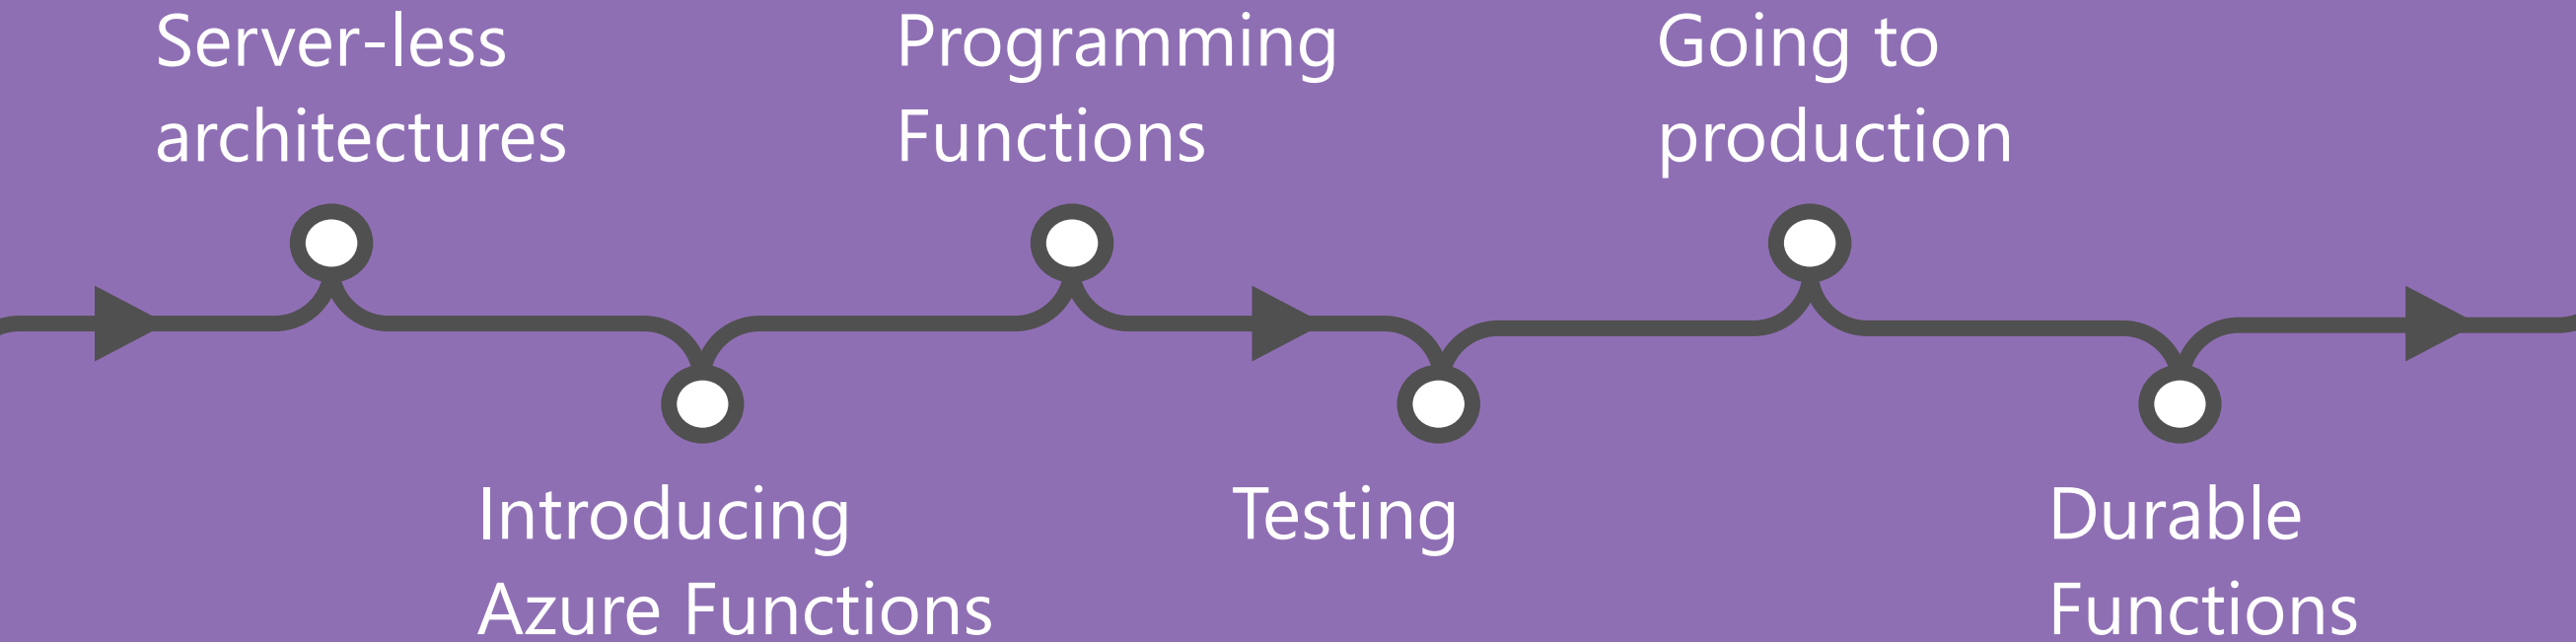 Server-less
architectures
Introducing
Azure Functions
Programming
Functions
Testing
Going to
production
Durable
Functions